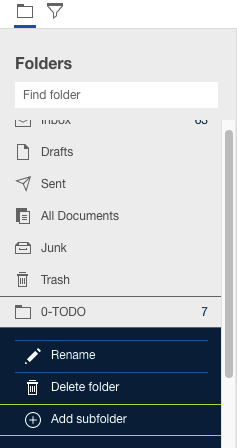 Folders
Find folder
Inbox 63
Drafts
Sent
All Documents
Junk
Trash
0-TODO 7
Rename
Delete folder
Add subfolder